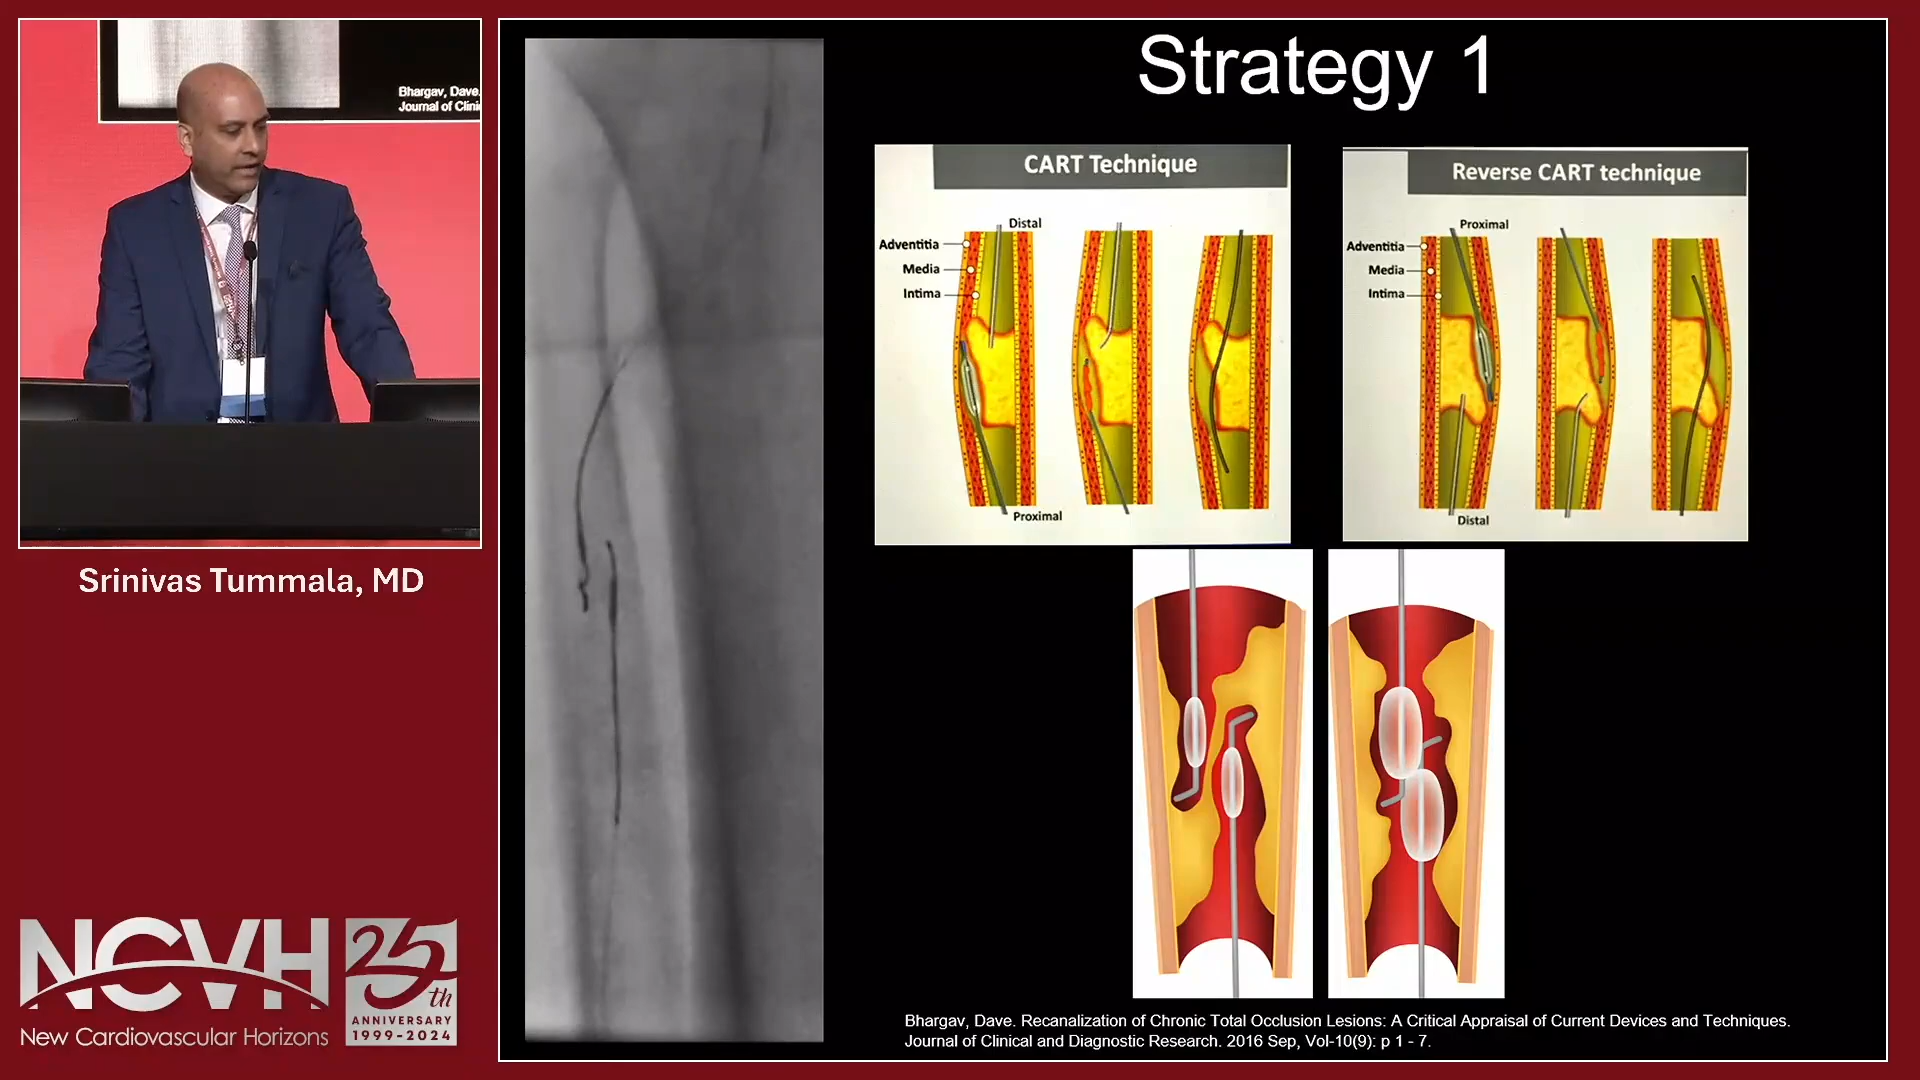 Bhargav, Dave.
Journal of Clini
Srinivas Tummala, MD
NCVH
New Cardiovascular Horizons
25th
ANNIVERSARY
1999-2024
Strategy 1
CART Technique
Distal
Adventitia
Media
Intima
Proximal
Reverse CART technique
Proximal
Adventitia
Media
Intima
Distal
Bhargav, Dave. Recanalization of Chronic Total Occlusion Lesions: A Critical Appraisal of Current Devices and Techniques.
Journal of Clinical and Diagnostic Research. 2016 Sep, Vol-10(9): p 1 - 7.